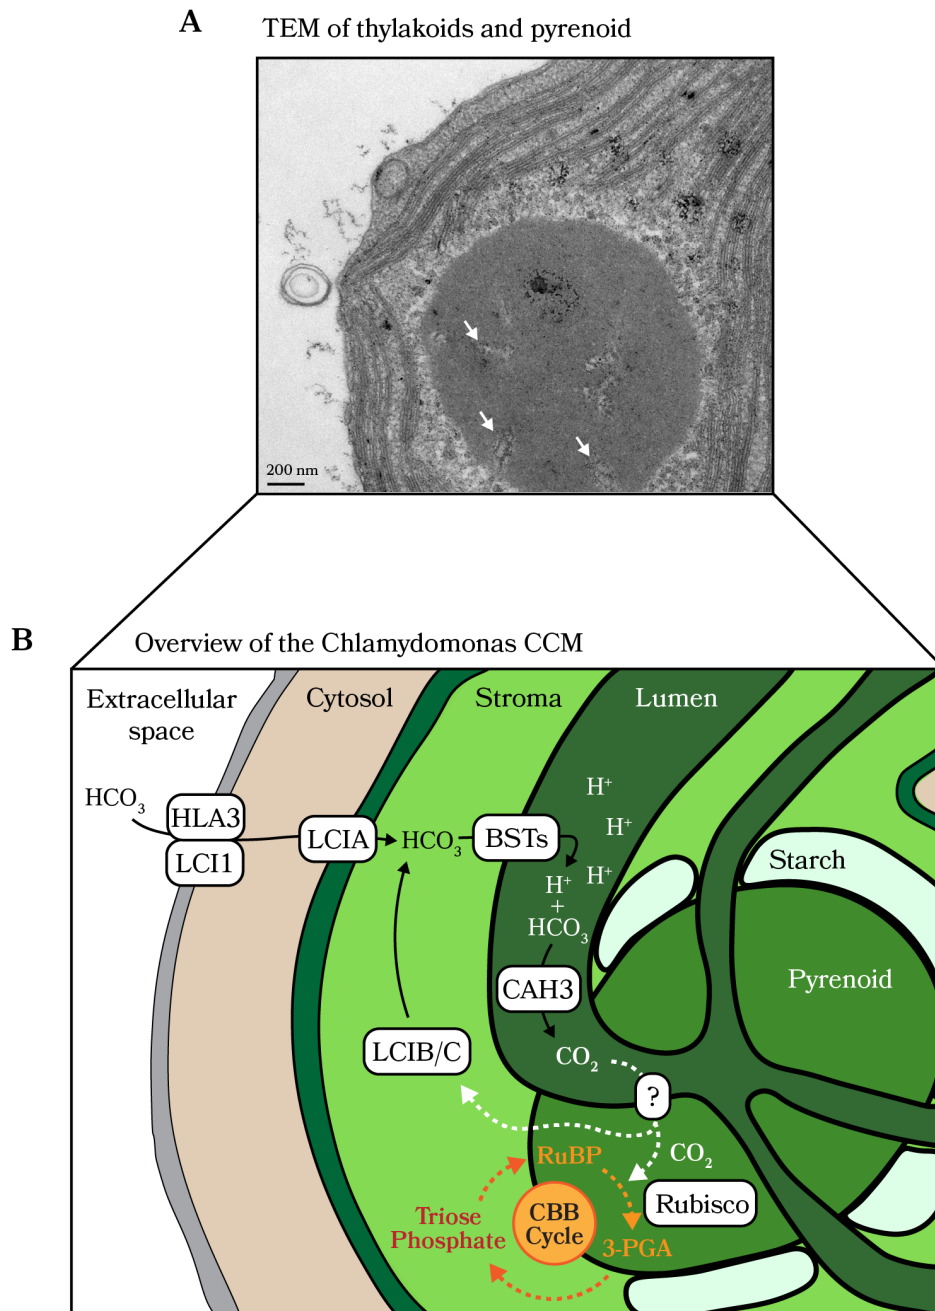 A
TEM of thylakoids and pyrenoid
200 nm
B
Overview of the Chlamydomonas CCM
Extracellular
space
Cytosol
Stroma
Lumen
HCO₃
HLA3
LCI1
LCIA
HCO₃
BSTs
H⁺
H⁺
H⁺
H⁺
+
HCO₃
Starch
Pyrenoid
CAH3
LCIB/C
CO₂
?
CO₂
RuBP
Rubisco
Triose
Phosphate
CBB
Cycle
3-PGA